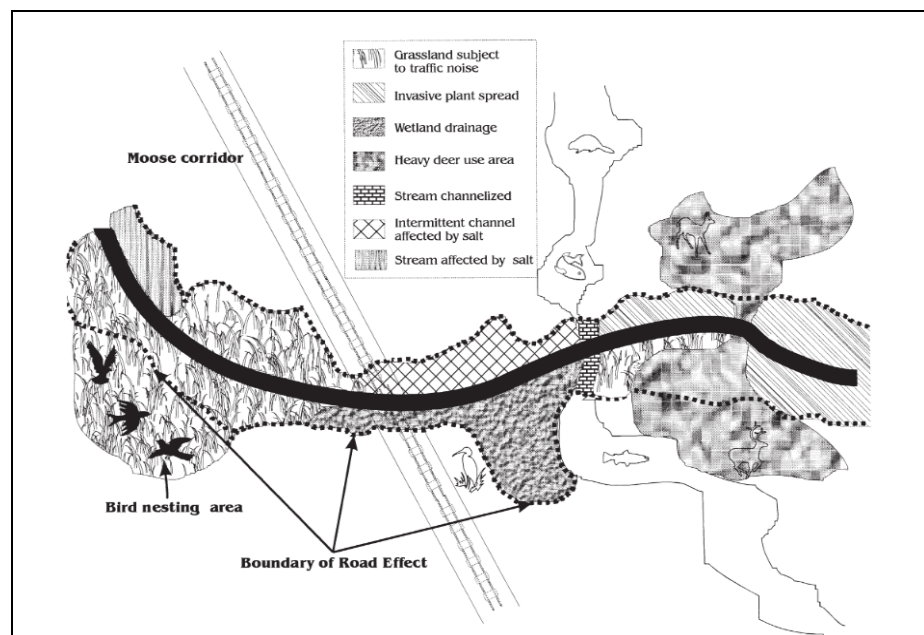 Grassland subject
to traffic noise
Invasive plant spread
Wetland drainage
Heavy deer use area
Stream channelized
Intermittent channel
affected by salt
Stream affected by salt
Moose corridor
Bird nesting area
Boundary of Road Effect